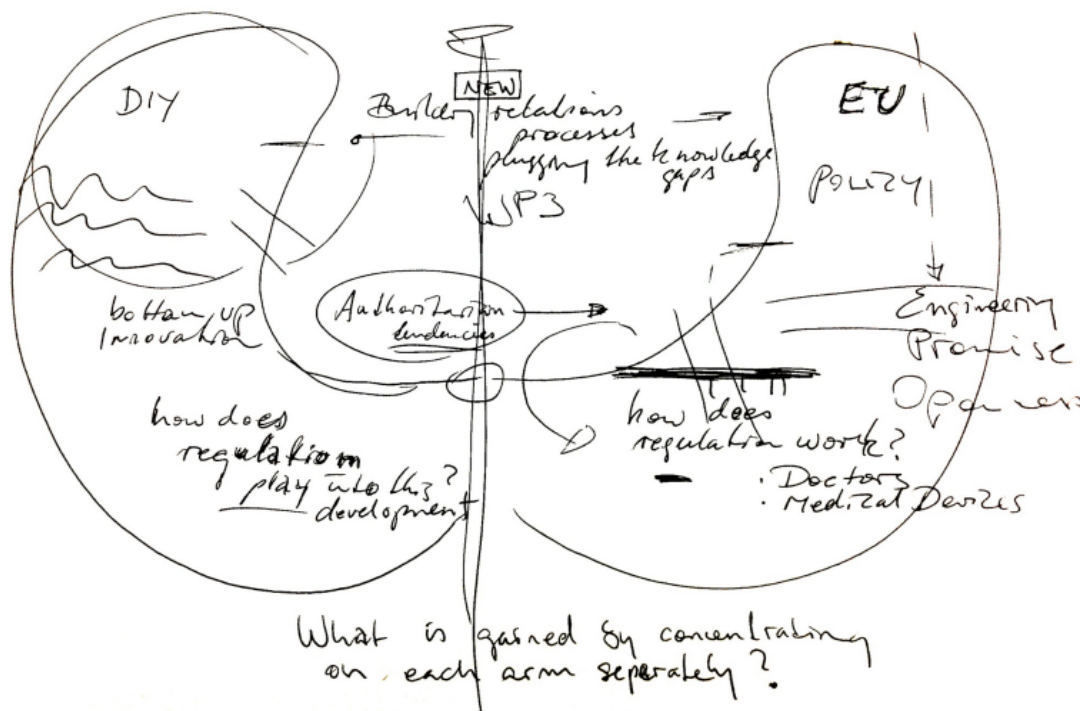 DIY
NEW
Building relations
processes
plugging the knowledge
gaps
WP3
EU
POLICY
bottom up
Innovation
Authoritarian
tendencies
Engineering
Promise
Openness
how does
regulation
play into this?
development
how does
regulation work?
· Doctors
· Medical Devices
What is gained by concentrating
on each arm separately?